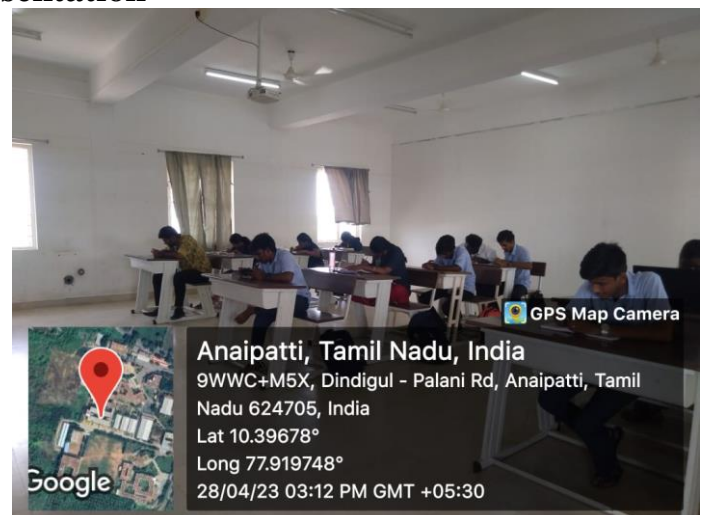 GPS Map Camera
Anaipatti, Tamil Nadu, India
9WWC+M5X, Dindigul - Palani Rd, Anaipatti, Tamil
Nadu 624705, India
Lat 10.39678°
Long 77.919748°
28/04/23 03:12 PM GMT +05:30
Google